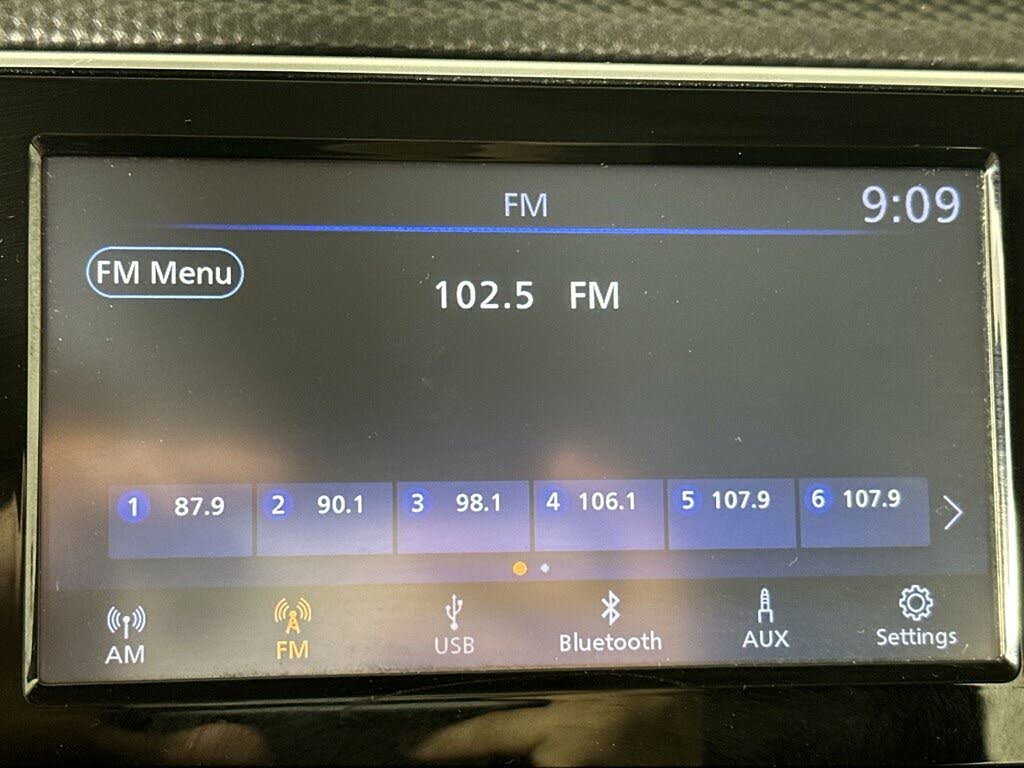 FM 9:09
FM Menu
102.5 FM
1 87.9 2 90.1 3 98.1 4 106.1 5 107.9 6 107.9
AM FM USB Bluetooth AUX Settings